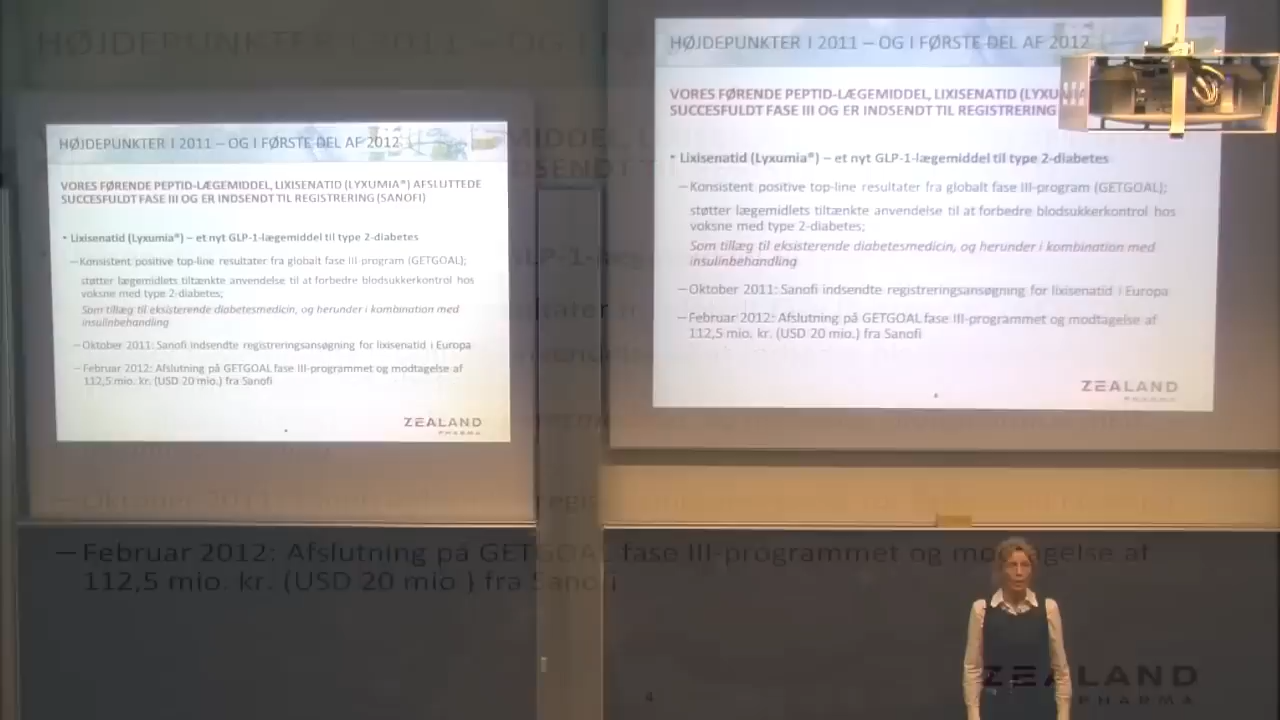 HØJDEPUNKTER I 2011 – OG I FØRSTE DEL AF 2012
VORES FØRENDE PEPTID-LÆGEMIDDEL, LIXISENATID (LYXUMIA®) AFSLUTTEDE
SUCCESFULDT FASE III OG ER INDSENDT TIL REGISTRERING (SANOFI)
• Lixisenatid (Lyxumia®) – et nyt GLP-1-lægemiddel til type 2-diabetes
– Konsistent positive top-line resultater fra globalt fase III-program (GETGOAL);
støtter lægemidlets tiltænkte anvendelse til at forbedre blodsukkerkontrol hos
voksne med type 2-diabetes;
Som tillæg til eksisterende diabetesmedicin, og herunder i kombination med
insulinbehandling
– Oktober 2011: Sanofi indsendte registreringsansøgning for lixisenatid i Europa
– Februar 2012: Afslutning på GETGOAL fase III-programmet og modtagelse af
112,5 mio. kr. (USD 20 mio.) fra Sanofi
ZEALAND
PHARMA
HØJDEPUNKTER I 2011 – OG I FØRSTE DEL AF 2012
VORES FØRENDE PEPTID-LÆGEMIDDEL, LIXISENATID
SUCCESFULDT FASE III OG ER INDSENDT TIL REGISTRERING
• Lixisenatid (Lyxumia®) – et nyt GLP-1-lægemiddel til type 2-diabetes
– Konsistent positive top-line resultater fra globalt fase III-program (GETGOAL);
støtter lægemidlets tiltænkte anvendelse til at forbedre blodsukkerkontrol hos
voksne med type 2-diabetes;
Som tillæg til eksisterende diabetesmedicin, og herunder i kombination med
insulinbehandling
– Oktober 2011: Sanofi indsendte registreringsansøgning for lixisenatid i Europa
– Februar 2012: Afslutning på GETGOAL fase III-programmet og modtagelse af
112,5 mio. kr. (USD 20 mio.) fra Sanofi
ZEALAND
PHARMA
– Februar 2012: Afslutning på GETGOAL fase III-programmet og modtagelse af
112,5 mio. kr. (USD 20 mio ) fra Sanofi
4
ZEALAND
PHARMA